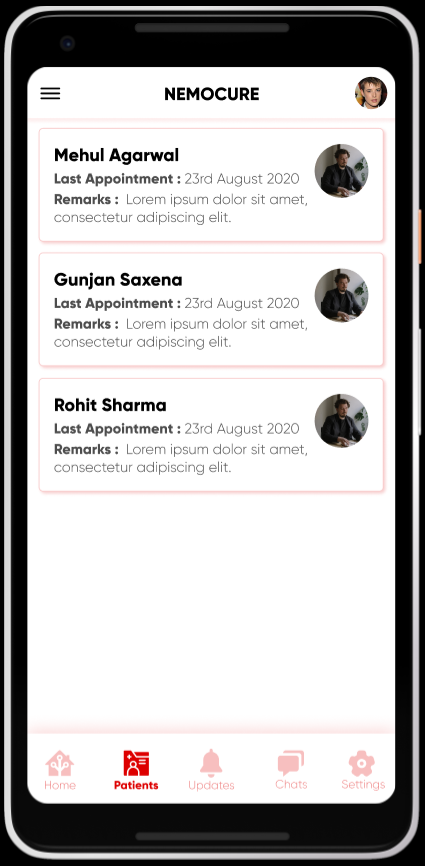 NEMOCURE
Mehul Agarwal
Last Appointment : 23rd August 2020
Remarks : Lorem ipsum dolor sit amet,
consectetur adipiscing elit.
Gunjan Saxena
Last Appointment : 23rd August 2020
Remarks : Lorem ipsum dolor sit amet,
consectetur adipiscing elit.
Rohit Sharma
Last Appointment : 23rd August 2020
Remarks : Lorem ipsum dolor sit amet,
consectetur adipiscing elit.
Home Patients Updates Chats Settings